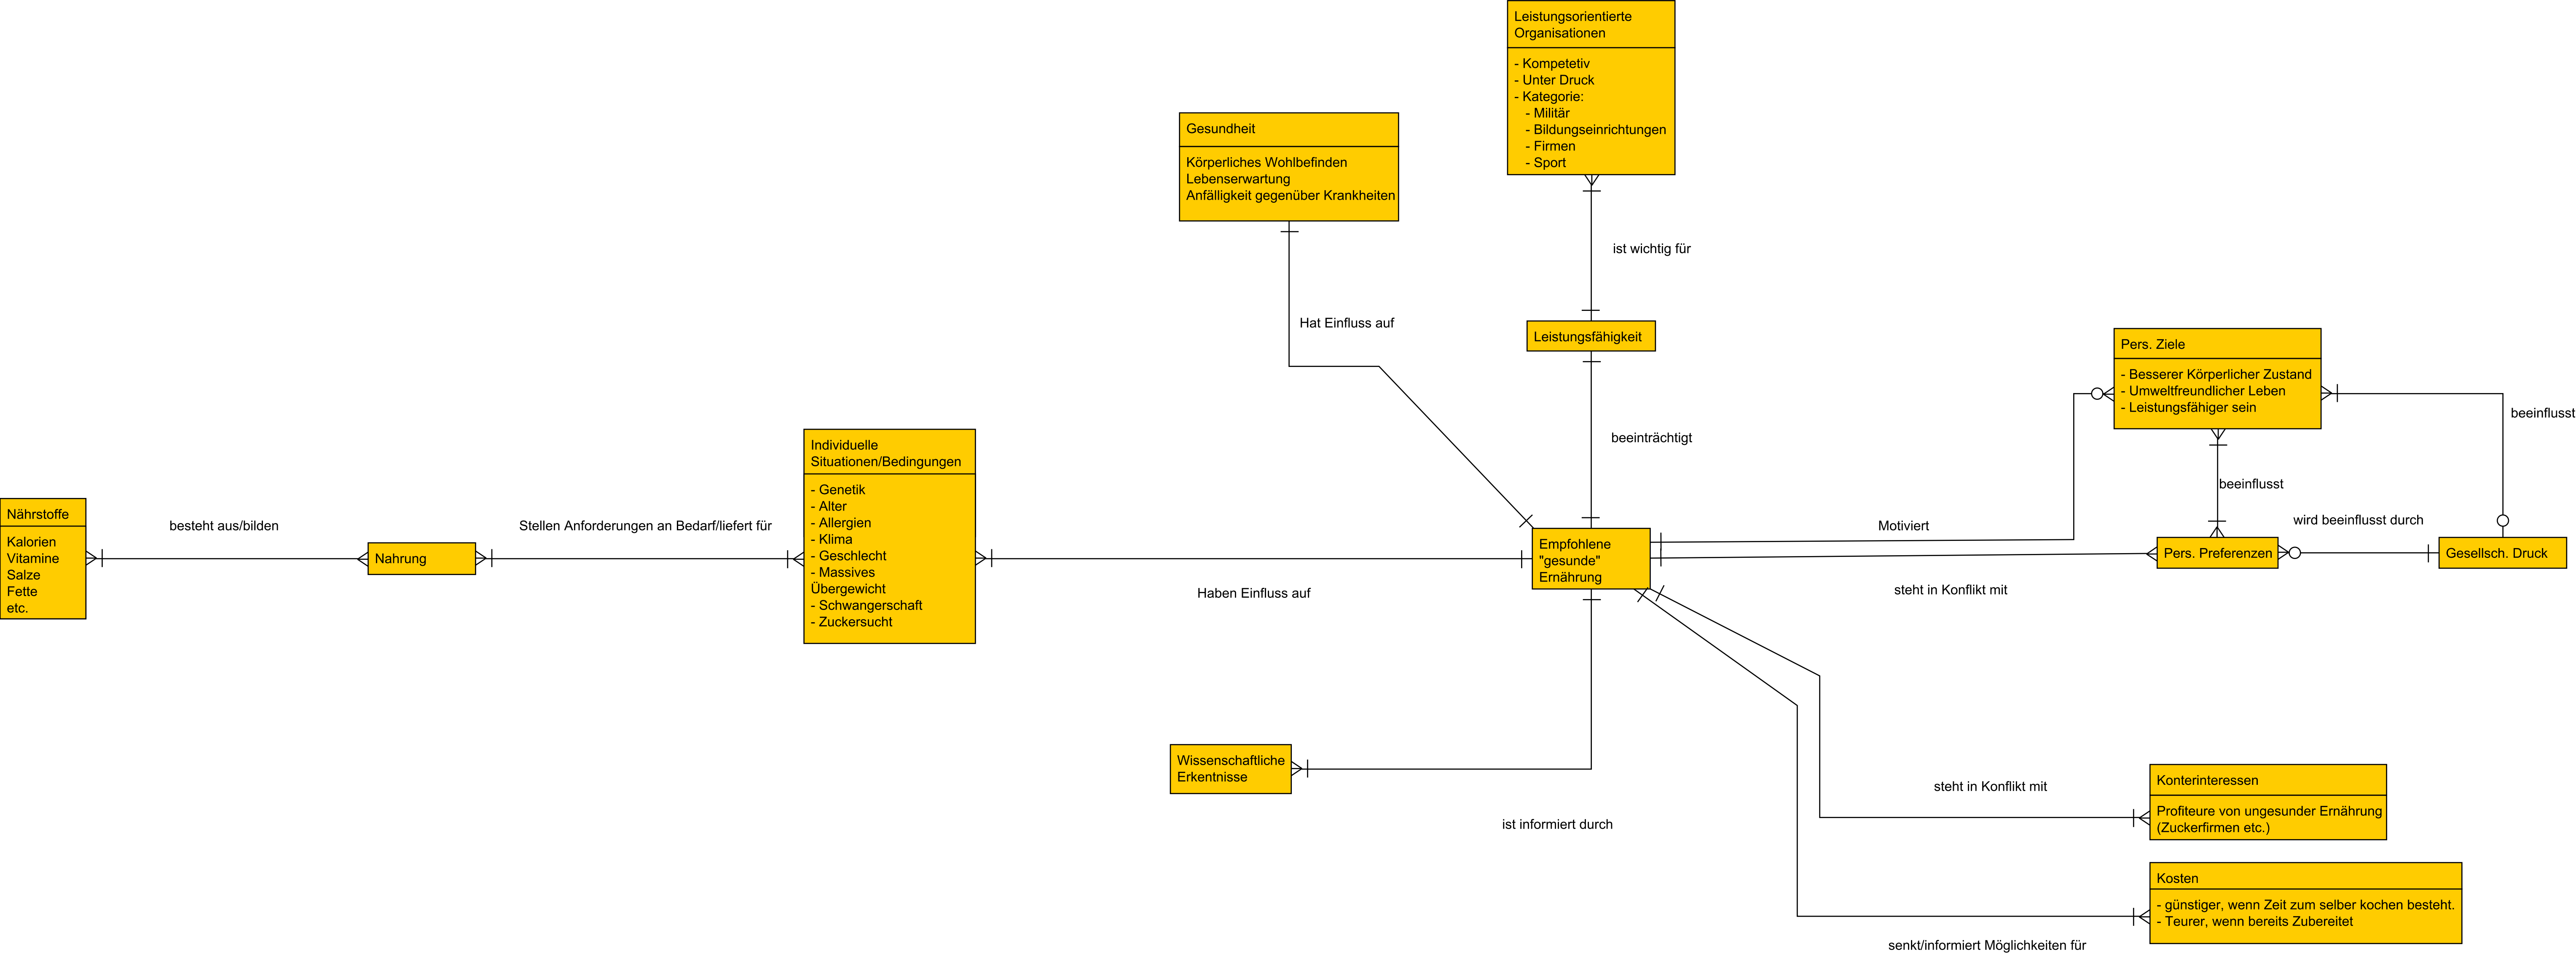 Leistungsorientierte
Organisationen
- Kompetetiv
- Unter Druck
- Kategorie:
- Militär
- Bildungseinrichtungen
- Firmen
- Sport
Gesundheit
Körperliches Wohlbefinden
Lebenserwartung
Anfälligkeit gegenüber Krankheiten
ist wichtig für
Hat Einfluss auf
Leistungsfähigkeit
beeinträchtigt
Pers. Ziele
- Besserer Körperlicher Zustand
- Umweltfreundlicher Leben
- Leistungsfähiger sein
beeinflusst
beeinflusst
wird beeinflusst durch
Motiviert
Pers. Preferenzen
Gesellsch. Druck
steht in Konflikt mit
Nährstoffe
Kalorien
Vitamine
Salze
Fette
etc.
besteht aus/bilden
Nahrung
Stellen Anforderungen an Bedarf/liefert für
Individuelle
Situationen/Bedingungen
- Genetik
- Alter
- Allergien
- Klima
- Geschlecht
- Massives
Übergewicht
- Schwangerschaft
- Zuckersucht
Haben Einfluss auf
Empfohlene
"gesunde"
Ernährung
Wissenschaftliche
Erkentnisse
ist informiert durch
steht in Konflikt mit
Konterinteressen
Profiteure von ungesunder Ernährung
(Zuckerfirmen etc.)
Kosten
- günstiger, wenn Zeit zum selber kochen besteht.
- Teurer, wenn bereits Zubereitet
senkt/informiert Möglichkeiten für